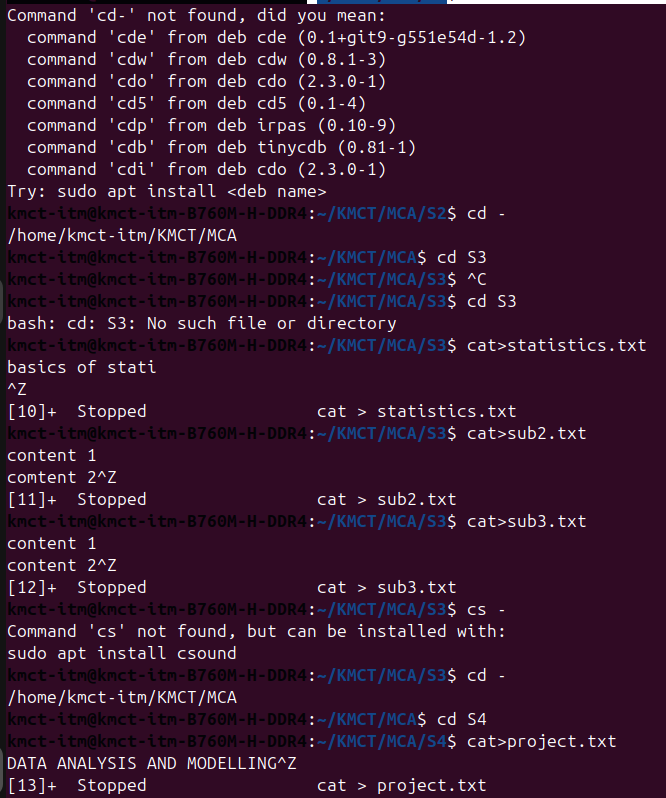 Command 'cd-' not found, did you mean:
  command 'cde' from deb cde (0.1+git9-g551e54d-1.2)
  command 'cdw' from deb cdw (0.8.1-3)
  command 'cdo' from deb cdo (2.3.0-1)
  command 'cd5' from deb cd5 (0.1-4)
  command 'cdp' from deb irpas (0.10-9)
  command 'cdb' from deb tinycdb (0.81-1)
  command 'cdi' from deb cdo (2.3.0-1)
Try: sudo apt install <deb name>
kmct-itm@kmct-itm-B760M-H-DDR4:~/KMCT/MCA/S2$ cd -
/home/kmct-itm/KMCT/MCA
kmct-itm@kmct-itm-B760M-H-DDR4:~/KMCT/MCA$ cd S3
kmct-itm@kmct-itm-B760M-H-DDR4:~/KMCT/MCA/S3$ ^C
kmct-itm@kmct-itm-B760M-H-DDR4:~/KMCT/MCA/S3$ cd S3
bash: cd: S3: No such file or directory
kmct-itm@kmct-itm-B760M-H-DDR4:~/KMCT/MCA/S3$ cat>statistics.txt
basics of stati
^Z
[10]+  Stopped                 cat > statistics.txt
kmct-itm@kmct-itm-B760M-H-DDR4:~/KMCT/MCA/S3$ cat>sub2.txt
content 1
comtent 2^Z
[11]+  Stopped                 cat > sub2.txt
kmct-itm@kmct-itm-B760M-H-DDR4:~/KMCT/MCA/S3$ cat>sub3.txt
content 1
content 2^Z
[12]+  Stopped                 cat > sub3.txt
kmct-itm@kmct-itm-B760M-H-DDR4:~/KMCT/MCA/S3$ cs -
Command 'cs' not found, but can be installed with:
sudo apt install csound
kmct-itm@kmct-itm-B760M-H-DDR4:~/KMCT/MCA/S3$ cd -
/home/kmct-itm/KMCT/MCA
kmct-itm@kmct-itm-B760M-H-DDR4:~/KMCT/MCA$ cd S4
kmct-itm@kmct-itm-B760M-H-DDR4:~/KMCT/MCA/S4$ cat>project.txt
DATA ANALYSIS AND MODELLING^Z
[13]+  Stopped                 cat > project.txt